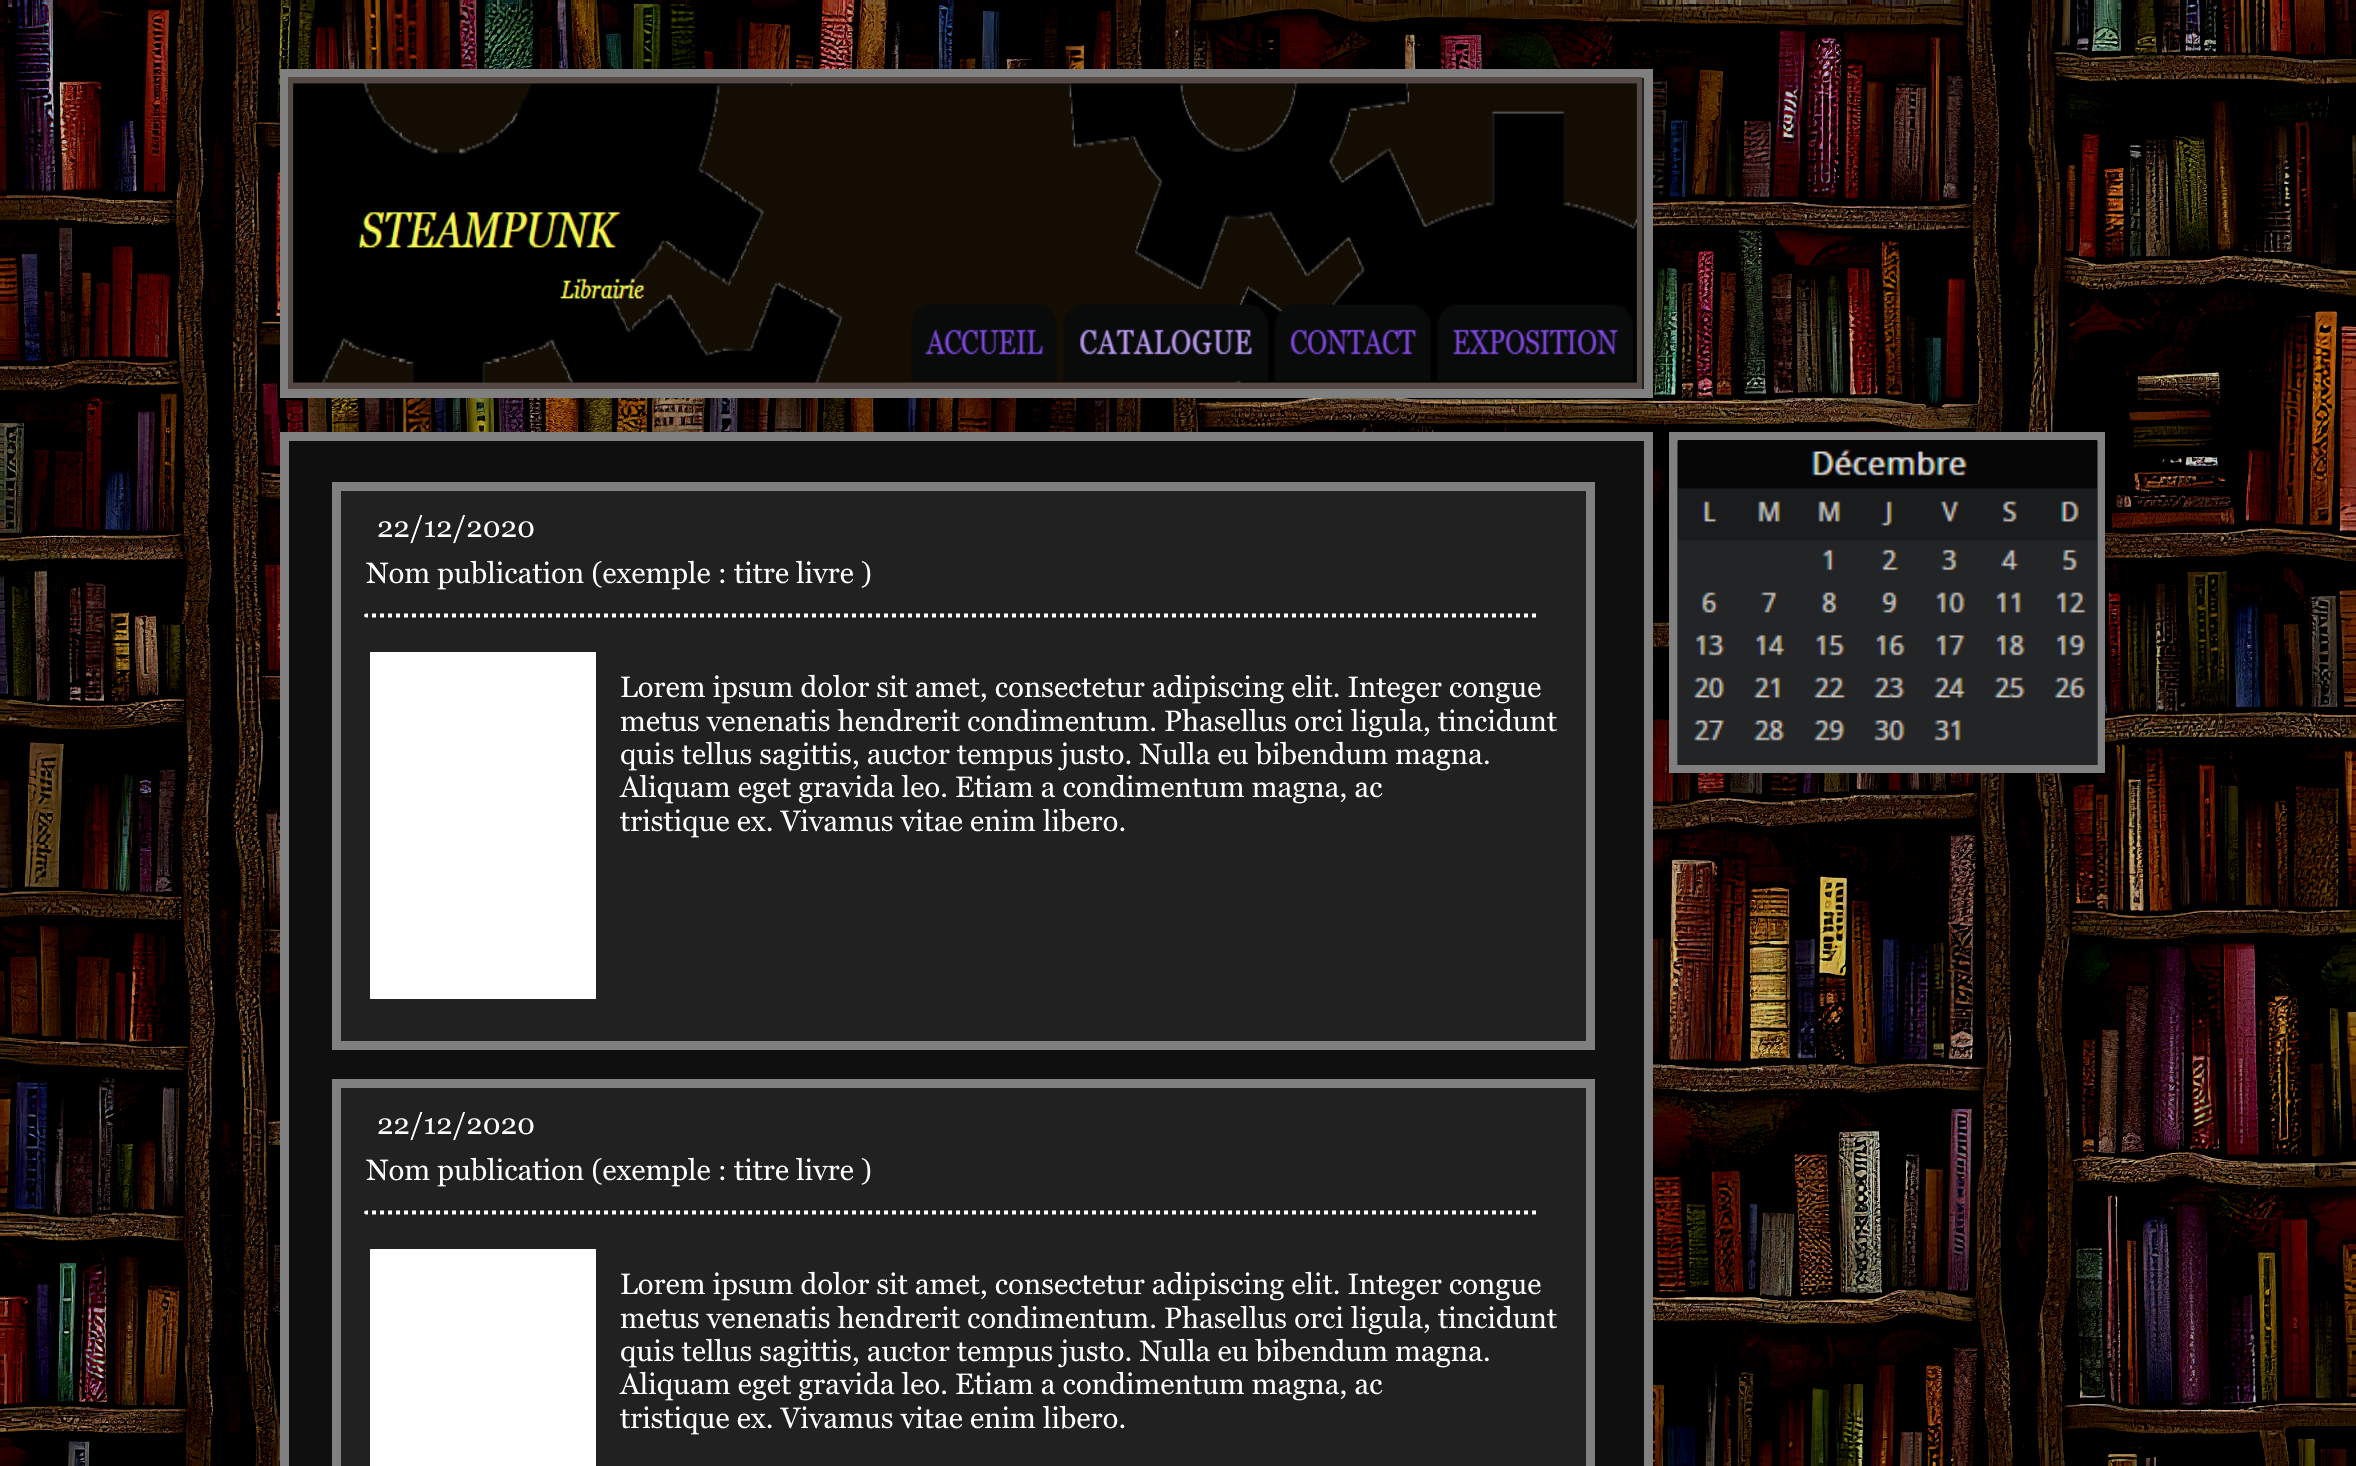 STEAMPUNK
Librairie
ACCUEIL CATALOGUE CONTACT EXPOSITION
22/12/2020
Nom publication (exemple : titre livre )
Lorem ipsum dolor sit amet, consectetur adipiscing elit. Integer congue
metus venenatis hendrerit condimentum. Phasellus orci ligula, tincidunt
quis tellus sagittis, auctor tempus justo. Nulla eu bibendum magna.
Aliquam eget gravida leo. Etiam a condimentum magna, ac
tristique ex. Vivamus vitae enim libero.
22/12/2020
Nom publication (exemple : titre livre )
Lorem ipsum dolor sit amet, consectetur adipiscing elit. Integer congue
metus venenatis hendrerit condimentum. Phasellus orci ligula, tincidunt
quis tellus sagittis, auctor tempus justo. Nulla eu bibendum magna.
Aliquam eget gravida leo. Etiam a condimentum magna, ac
tristique ex. Vivamus vitae enim libero.
Décembre
L M M J V S D
1 2 3 4 5
6 7 8 9 10 11 12
13 14 15 16 17 18 19
20 21 22 23 24 25 26
27 28 29 30 31